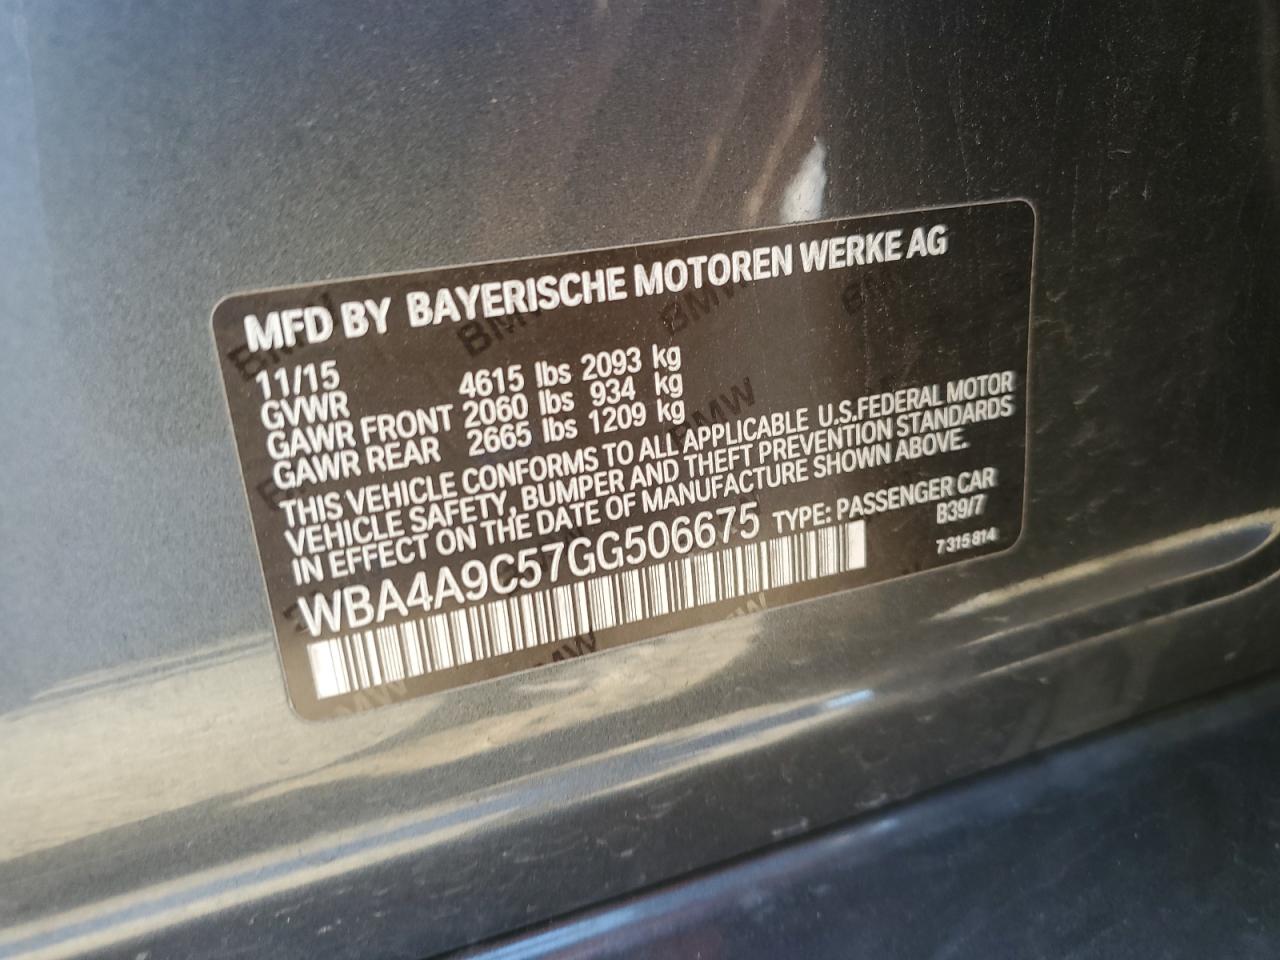 MFD BY BAYERISCHE MOTOREN WERKE AG
11/15
GVWR 4615 lbs 2093 kg
GAWR FRONT 2060 lbs 934 kg
GAWR REAR 2665 lbs 1209 kg
THIS VEHICLE CONFORMS TO ALL APPLICABLE U.S.FEDERAL MOTOR
VEHICLE SAFETY, BUMPER AND THEFT PREVENTION STANDARDS
IN EFFECT ON THE DATE OF MANUFACTURE SHOWN ABOVE.
WBA4A9C57GG506675 TYPE: PASSENGER CAR
B39/7
7 315 814